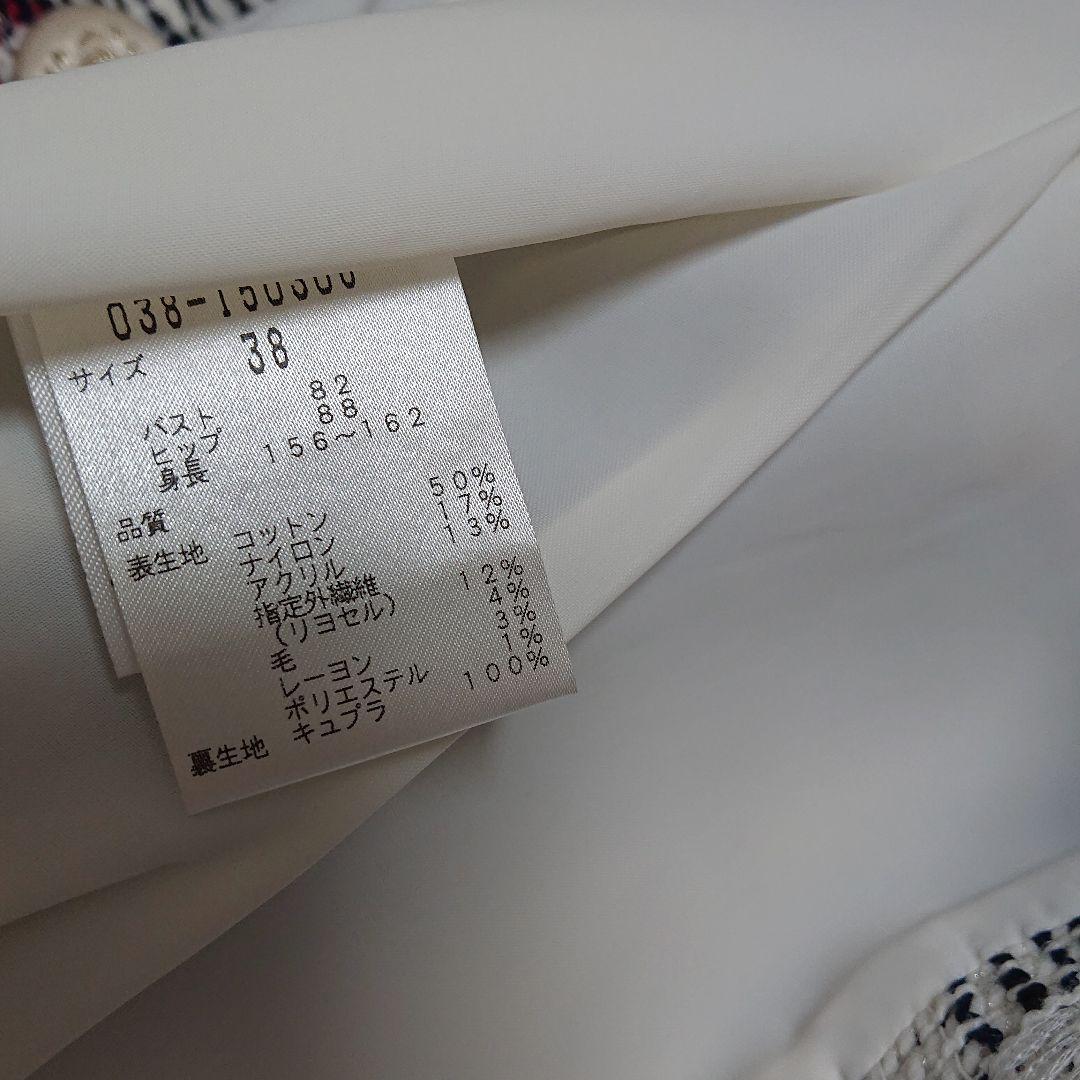 038-150300
サイズ 38
バスト 82
ヒップ 88
身長 156〜162
品質
表生地 コットン 50%
ナイロン 17%
アクリル 13%
指定外繊維
(リヨセル) 12%
毛 4%
レーヨン 3%
ポリエステル 1%
裏生地 キュプラ 100%